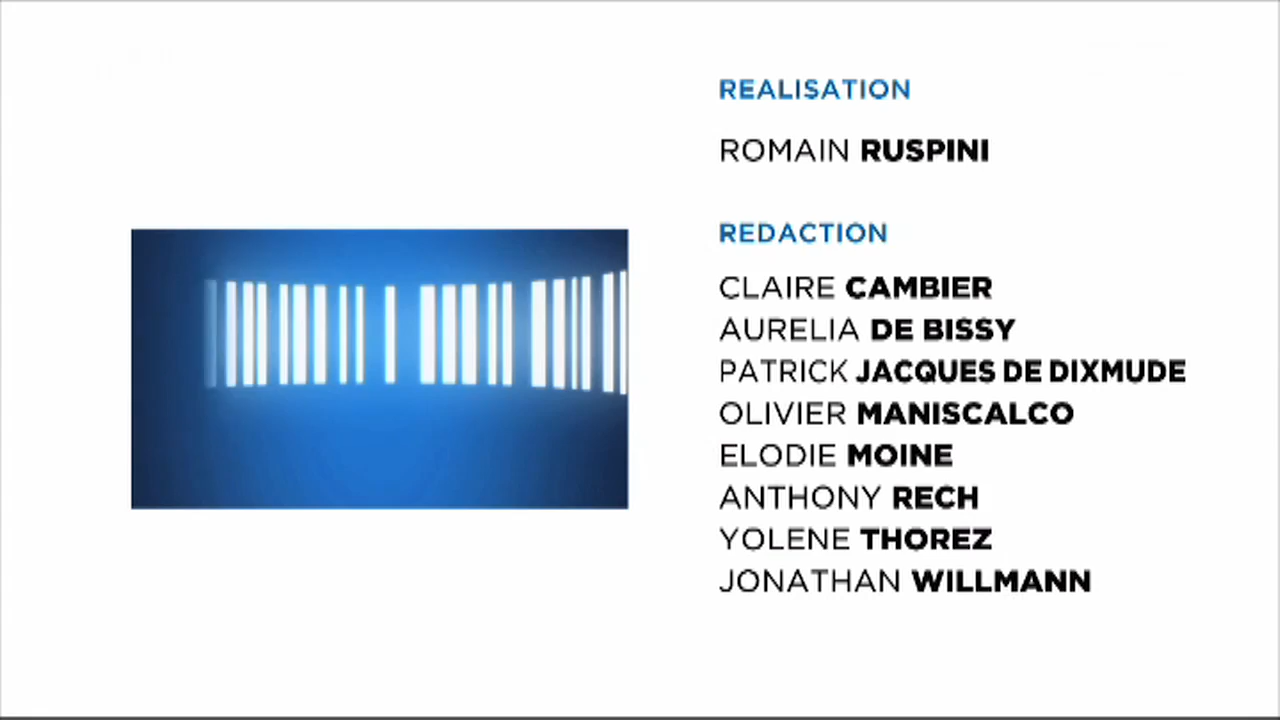 REALISATION
ROMAIN RUSPINI
REDACTION
CLAIRE CAMBIER
AURELIA DE BISSY
PATRICK JACQUES DE DIXMUDE
OLIVIER MANISCALCO
ELODIE MOINE
ANTHONY RECH
YOLENE THOREZ
JONATHAN WILLMANN